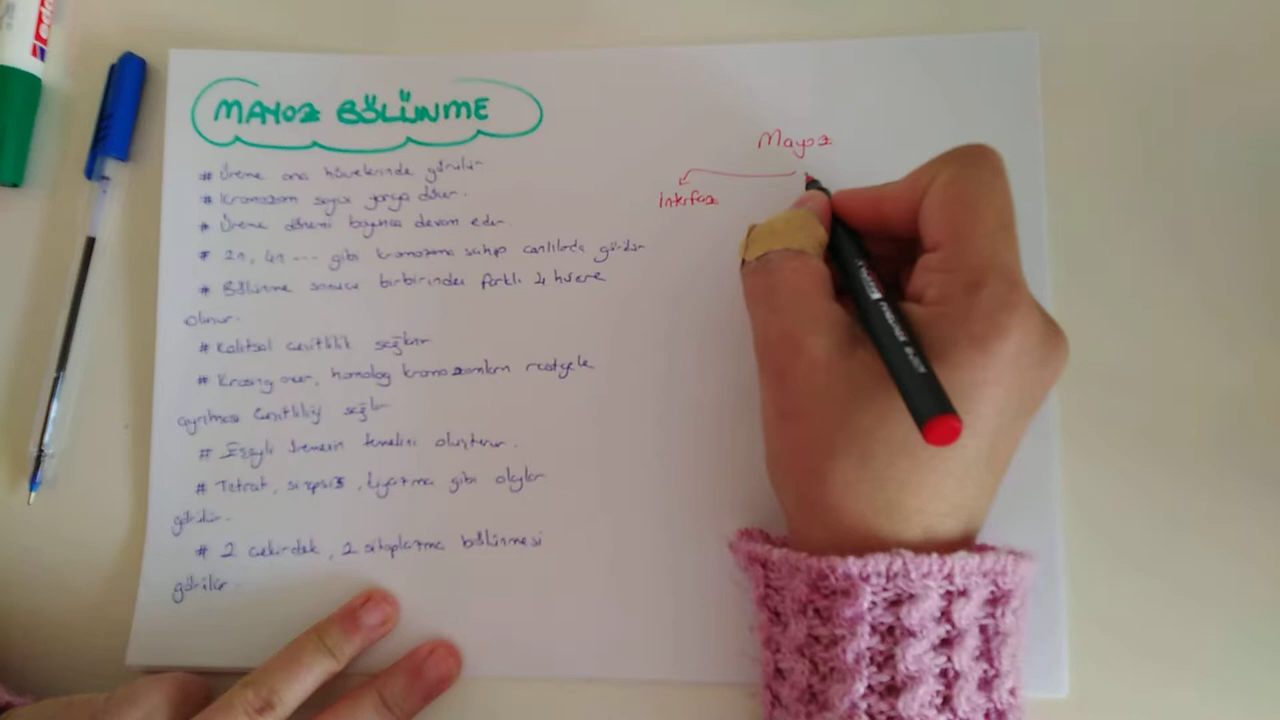 MAYOZ BÖLÜNME
# Üreme ana hücrelerinde görülür
# Kromozom sayısı yarıya düşer.
# Üreme dönemi boyunca devam eder.
# 2n, 4n --- gibi kromozoma sahip canlılarda görülür
# Bölünme sonucu birbirinden farklı 4 hücre
oluşur.
# Kalıtsal çeşitlilik sağlar
# Krossing over, homolog kromozomların rastgele
ayrılması çeşitliliği sağlar
# Eşeyli üremenin temelini oluşturur.
# Tetrat, sinapsis, kiyazma gibi olaylar
görülür.
# 2 çekirdek, 2 sitoplazma bölünmesi
görülür
Mayoz
İnterfaz